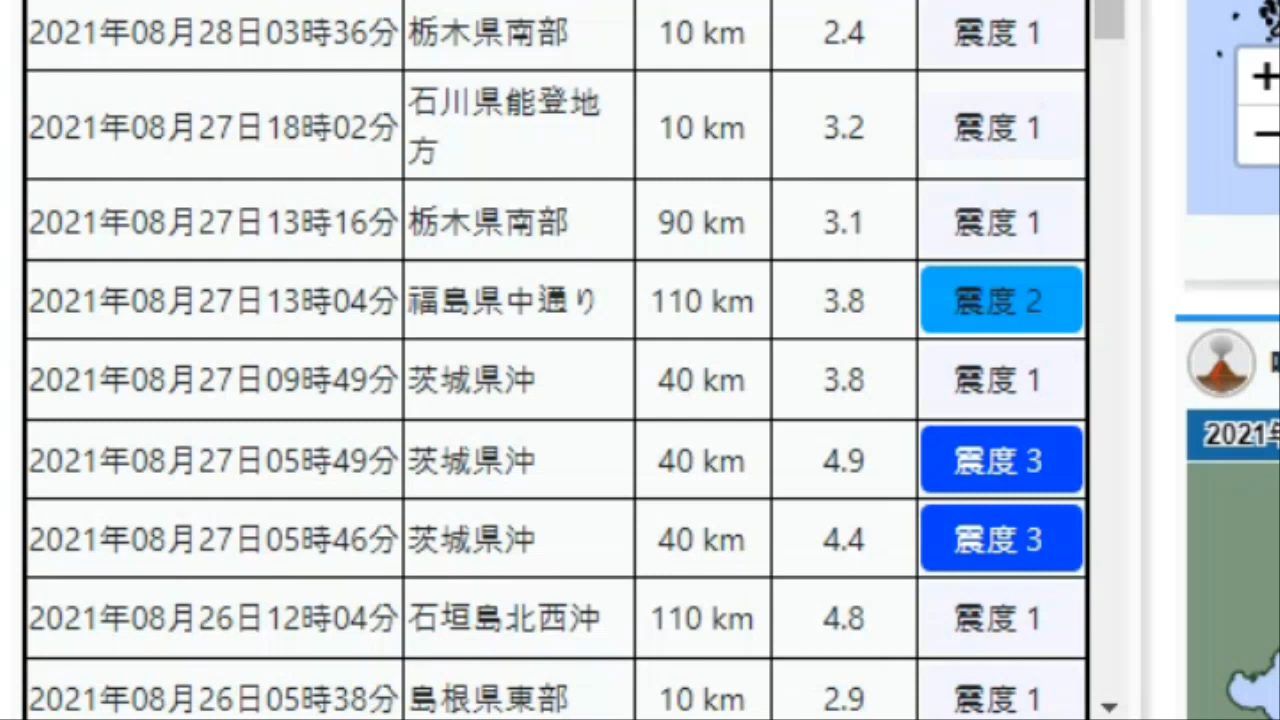 2021年08月28日03時36分 栃木県南部 10 km 2.4 震度 1
2021年08月27日18時02分 石川県能登地 10 km 3.2 震度 1
方
2021年08月27日13時16分 栃木県南部 90 km 3.1 震度 1
2021年08月27日13時04分 福島県中通り 110 km 3.8 震度 2
2021年08月27日09時49分 茨城県沖 40 km 3.8 震度 1
2021年08月27日05時49分 茨城県沖 40 km 4.9 震度 3
2021年08月27日05時46分 茨城県沖 40 km 4.4 震度 3
2021年08月26日12時04分 石垣島北西沖 110 km 4.8 震度 1
2021年08月26日05時38分 島根県東部 10 km 2.9 震度 1
+
−
2021